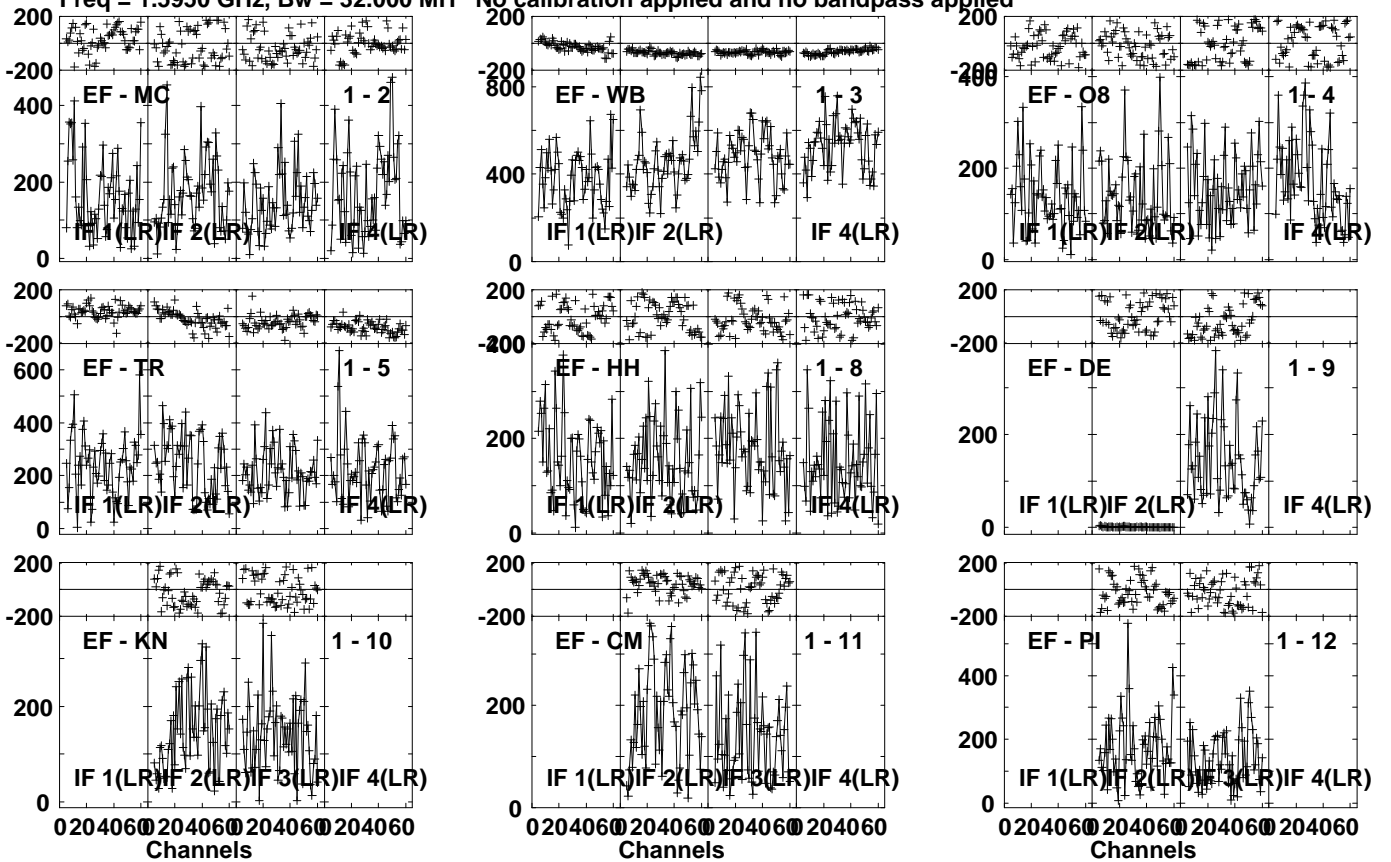 Freq = 1.5950 GHz, Bw = 32.000 MH No calibration applied and no bandpass applied
200
-200
400
200
0
EF - MC
1 - 2
IF 1(LR)
IF 2(LR)
IF 4(LR)
200
-200
800
400
0
EF - WB
1 - 3
IF 1(LR)
IF 2(LR)
IF 4(LR)
200
-200
400
200
0
EF - O8
1 - 4
IF 1(LR)
IF 2(LR)
IF 4(LR)
200
-200
600
400
200
0
EF - TR
1 - 5
IF 1(LR)
IF 2(LR)
IF 4(LR)
200
-200
200
0
EF - HH
1 - 8
IF 1(LR)
IF 2(LR)
IF 4(LR)
200
-200
200
0
EF - DE
1 - 9
IF 1(LR)
IF 2(LR)
IF 4(LR)
200
-200
200
0
EF - KN
1 - 10
IF 1(LR)
IF 2(LR)
IF 3(LR)
IF 4(LR)
0 20 40 60 0 20 40 60 0 20 40 60 0 20 40 60
Channels
200
-200
200
0
EF - CM
1 - 11
IF 1(LR)
IF 2(LR)
IF 3(LR)
IF 4(LR)
0 20 40 60 0 20 40 60 0 20 40 60 0 20 40 60
Channels
200
-200
400
200
0
EF - PI
1 - 12
IF 1(LR)
IF 2(LR)
IF 3(LR)
IF 4(LR)
0 20 40 60 0 20 40 60 0 20 40 60 0 20 40 60
Channels